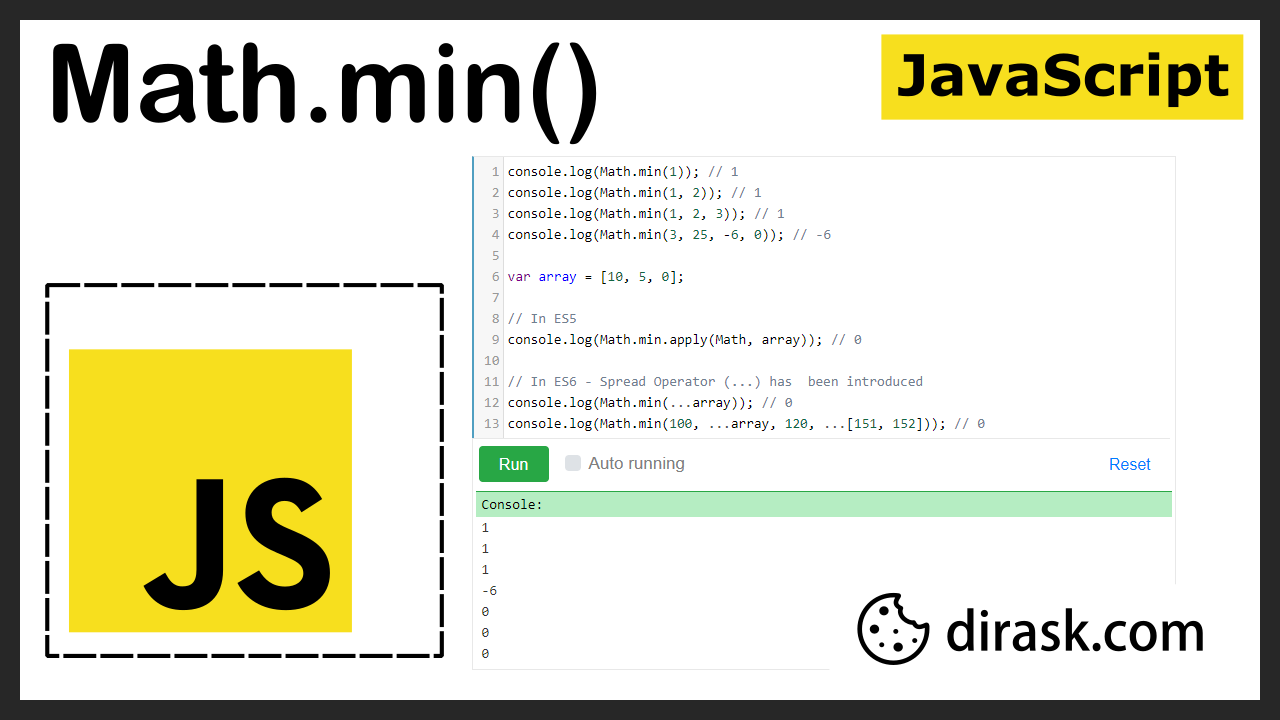 Math.min()
JavaScript
1 console.log(Math.min(1)); // 1
2 console.log(Math.min(1, 2)); // 1
3 console.log(Math.min(1, 2, 3)); // 1
4 console.log(Math.min(3, 25, -6, 0)); // -6
5
6 var array = [10, 5, 0];
7
8 // In ES5
9 console.log(Math.min.apply(Math, array)); // 0
10
11 // In ES6 - Spread Operator (...) has  been introduced
12 console.log(Math.min(...array)); // 0
13 console.log(Math.min(100, ...array, 120, ...[151, 152])); // 0
JS
Run Auto running Reset
Console:
1
1
1
-6
0
0
0
dirask.com